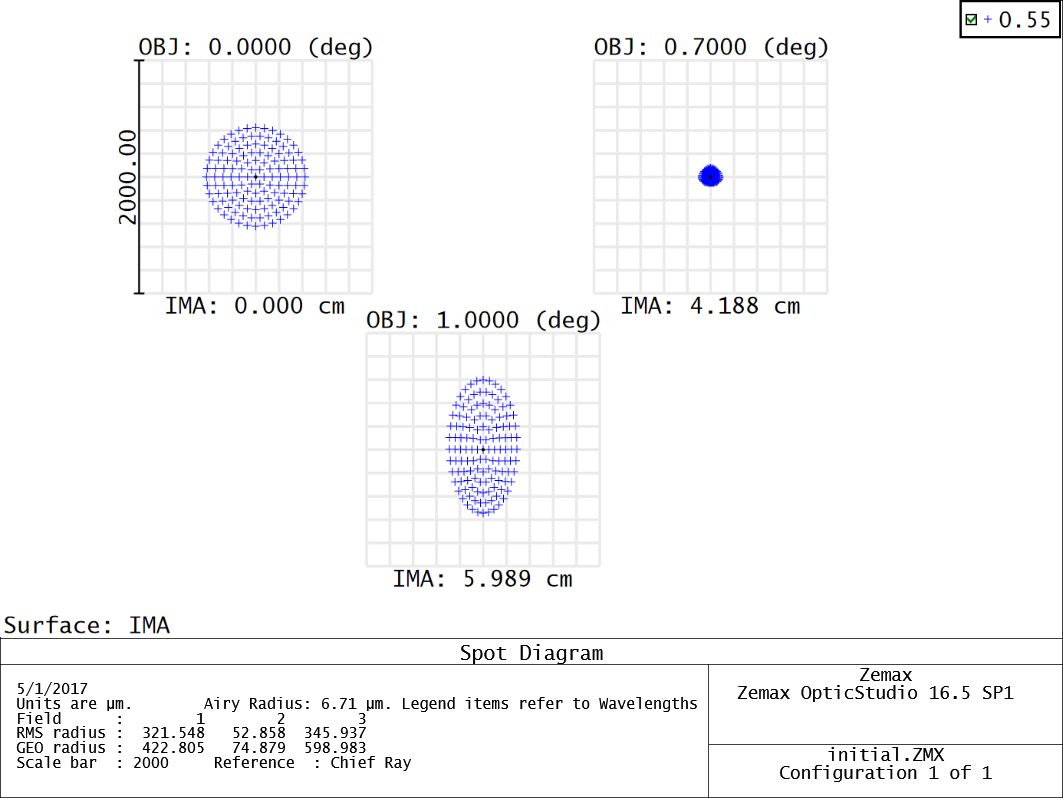 + 0.55
OBJ: 0.0000 (deg)
OBJ: 0.7000 (deg)
2000.00
IMA: 0.000 cm
IMA: 4.188 cm
OBJ: 1.0000 (deg)
IMA: 5.989 cm
Surface: IMA
Spot Diagram
5/1/2017
Units are µm. Airy Radius: 6.71 µm. Legend items refer to Wavelengths
Field : 1 2 3
RMS radius : 321.548 52.858 345.937
GEO radius : 422.805 74.879 598.983
Scale bar : 2000 Reference : Chief Ray
Zemax
Zemax OpticStudio 16.5 SP1
initial.ZMX
Configuration 1 of 1